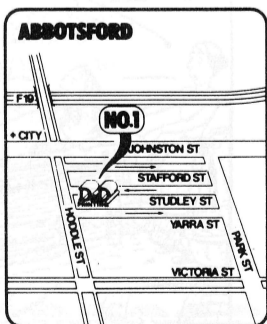 ABBOTSFORD
F19
CITY
NO.1
JOHNSTON ST
STAFFORD ST
STUDLEY ST
YARRA ST
HODDLE ST
PARK ST
VICTORIA ST